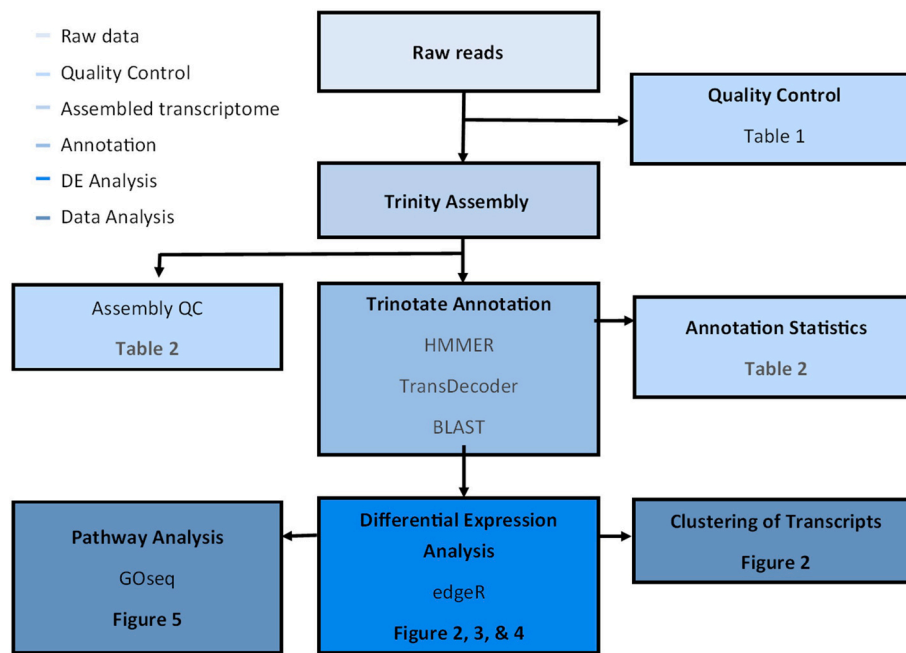 Raw data
Quality Control
Assembled transcriptome
Annotation
DE Analysis
Data Analysis
Raw reads
Quality Control
Table 1
Trinity Assembly
Assembly QC
Table 2
Trinotate Annotation
HMMER
TransDecoder
BLAST
Annotation Statistics
Table 2
Pathway Analysis
GOseq
Figure 5
Differential Expression
Analysis
edgeR
Figure 2, 3, & 4
Clustering of Transcripts
Figure 2